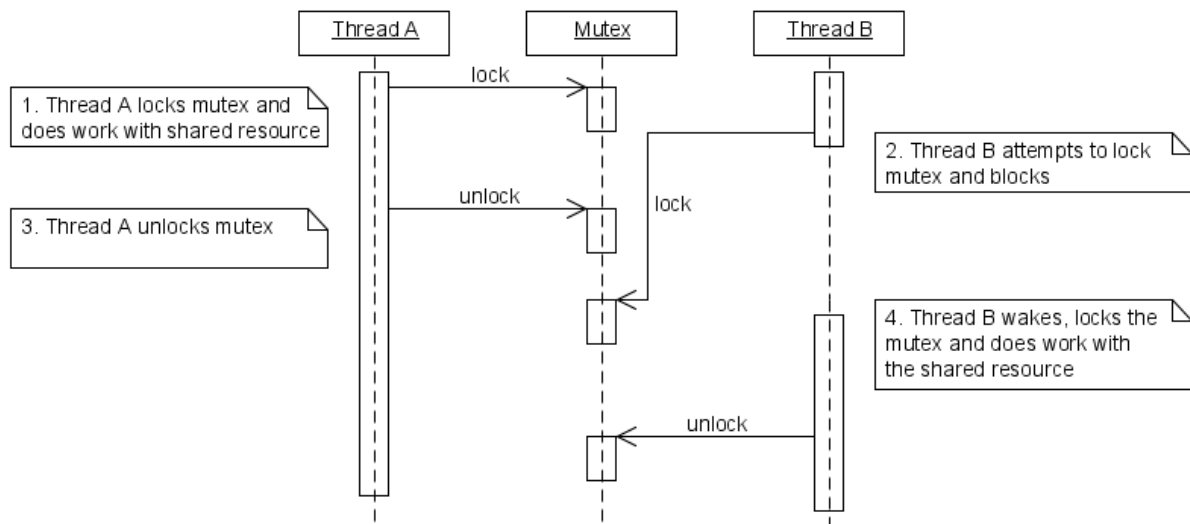 Thread A
Mutex
Thread B
lock
1. Thread A locks mutex and
does work with shared resource
2. Thread B attempts to lock
mutex and blocks
unlock
lock
3. Thread A unlocks mutex
4. Thread B wakes, locks the
mutex and does work with
the shared resource
unlock